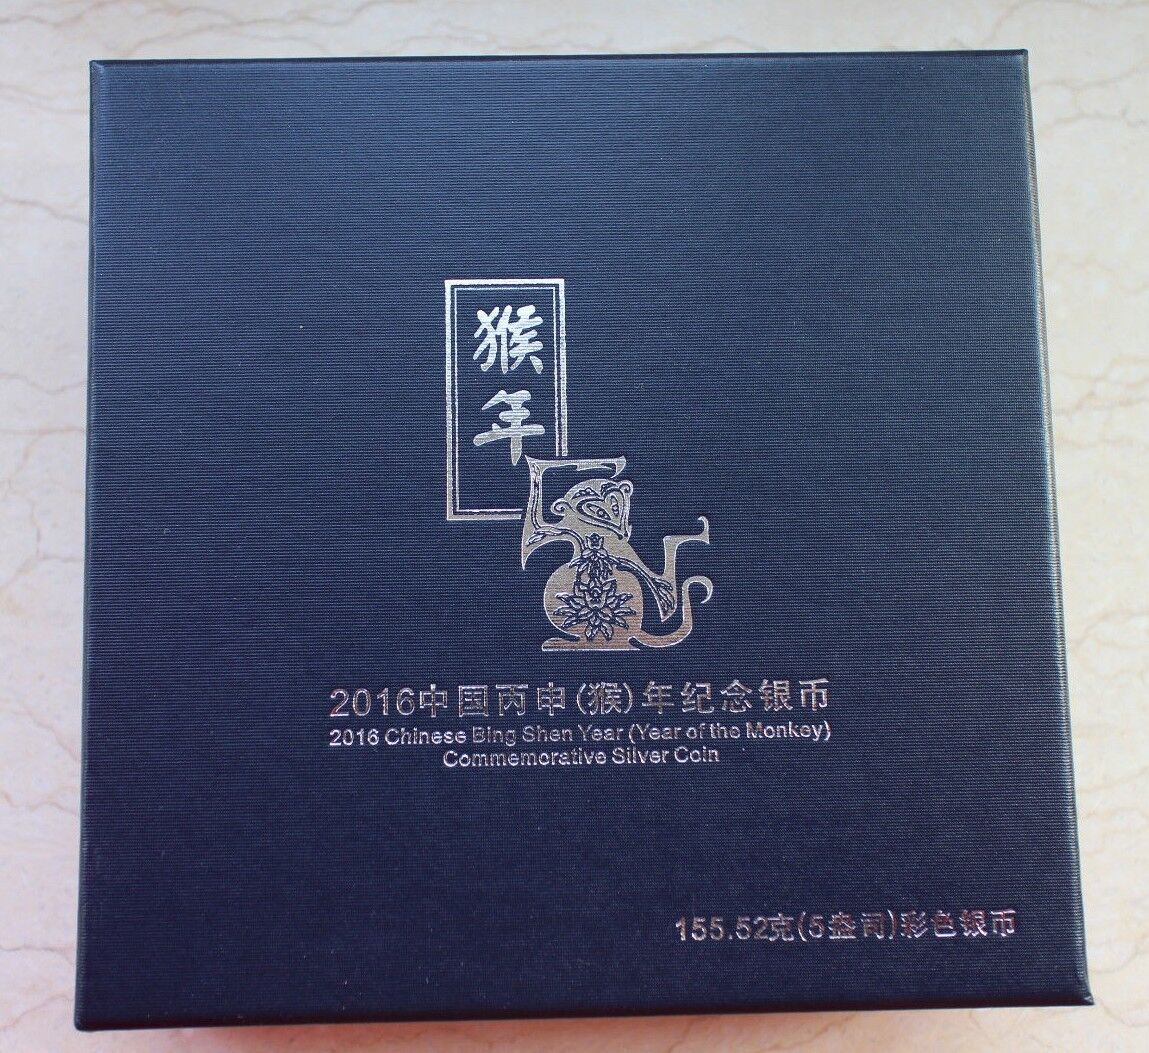 猴年
2016中国丙申(猴)年纪念银币
2016 Chinese Bing Shen Year (Year of the Monkey)
Commemorative Silver Coin
155.52克(5盎司)彩色银币